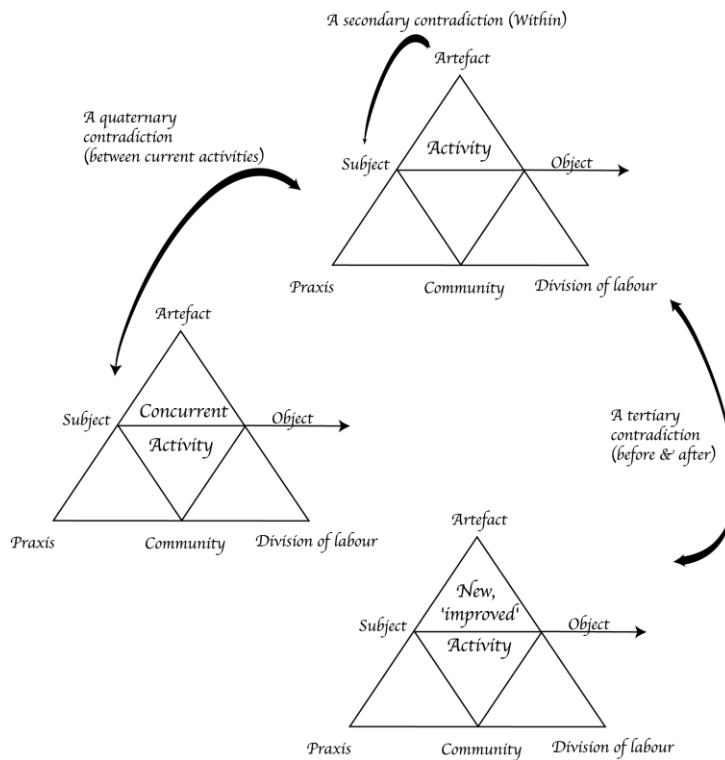 A secondary contradiction (Within)
Artefact
A quaternary
contradiction
(between current activities)
Activity
Subject
Object
Praxis
Community
Division of labour
Artefact
Subject
Concurrent
Object
Activity
Praxis
Community
Division of labour
A tertiary
contradiction
(before & after)
Artefact
New,
'improved'
Subject
Object
Activity
Praxis
Community
Division of labour